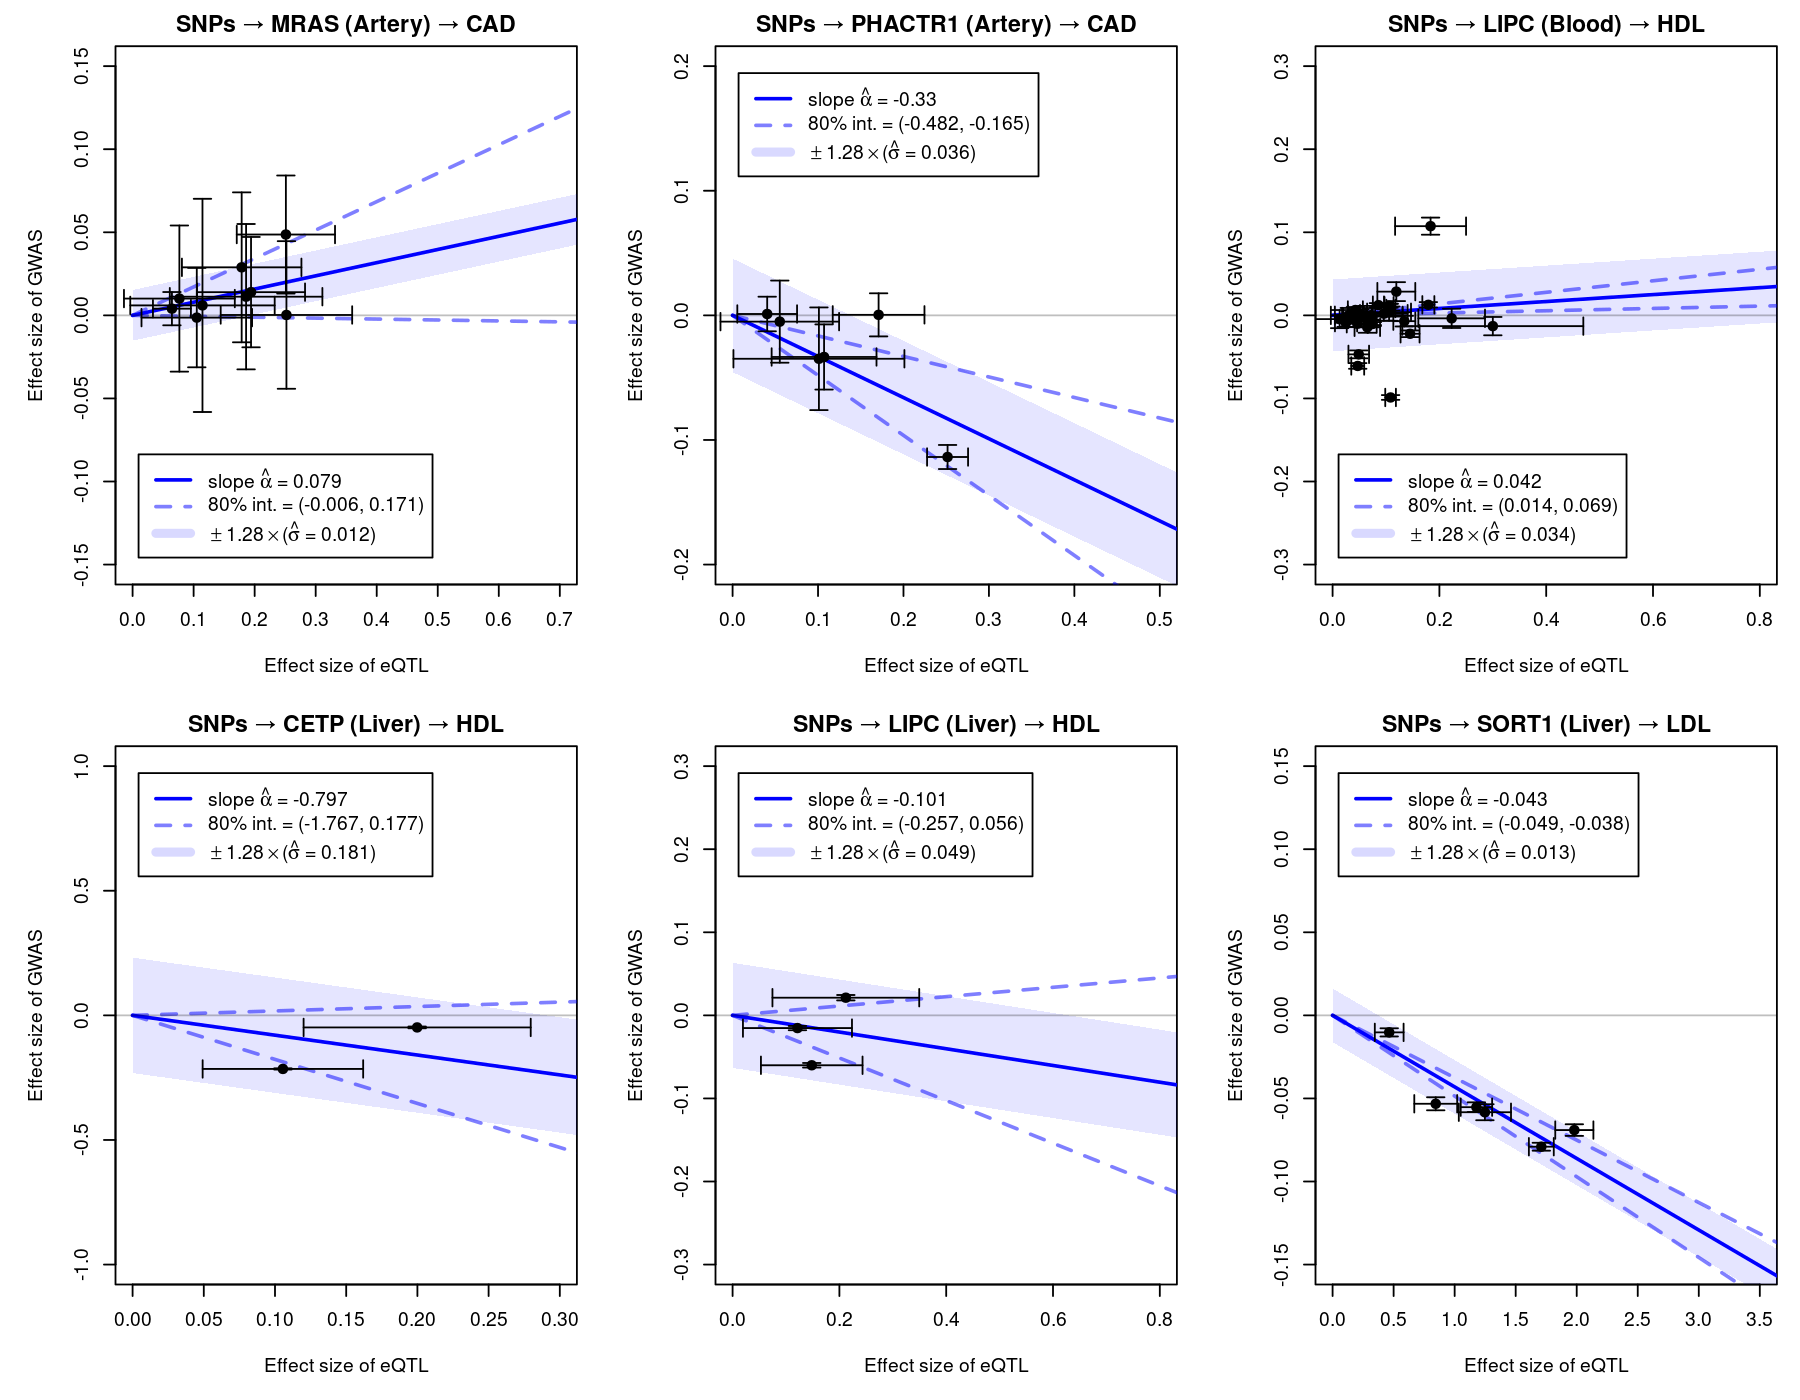 SNPs → MRAS (Artery) → CAD
0.15
0.10
0.05
0.00
-0.05
-0.10
-0.15
Effect size of GWAS
slope α̂ = 0.079
80% int. = (-0.006, 0.171)
± 1.28 × (σ̂ = 0.012)
0.0 0.1 0.2 0.3 0.4 0.5 0.6 0.7
Effect size of eQTL
SNPs → PHACTR1 (Artery) → CAD
0.2
0.1
0.0
-0.1
-0.2
Effect size of GWAS
slope α̂ = -0.33
80% int. = (-0.482, -0.165)
± 1.28 × (σ̂ = 0.036)
0.0 0.1 0.2 0.3 0.4 0.5
Effect size of eQTL
SNPs → LIPC (Blood) → HDL
0.3
0.2
0.1
0.0
-0.1
-0.2
-0.3
Effect size of GWAS
slope α̂ = 0.042
80% int. = (0.014, 0.069)
± 1.28 × (σ̂ = 0.034)
0.0 0.2 0.4 0.6 0.8
Effect size of eQTL
SNPs → CETP (Liver) → HDL
1.0
0.5
0.0
-0.5
-1.0
Effect size of GWAS
slope α̂ = -0.797
80% int. = (-1.767, 0.177)
± 1.28 × (σ̂ = 0.181)
0.00 0.05 0.10 0.15 0.20 0.25 0.30
Effect size of eQTL
SNPs → LIPC (Liver) → HDL
0.3
0.2
0.1
0.0
-0.1
-0.2
-0.3
Effect size of GWAS
slope α̂ = -0.101
80% int. = (-0.257, 0.056)
± 1.28 × (σ̂ = 0.049)
0.0 0.2 0.4 0.6 0.8
Effect size of eQTL
SNPs → SORT1 (Liver) → LDL
0.15
0.10
0.05
0.00
-0.05
-0.10
-0.15
Effect size of GWAS
slope α̂ = -0.043
80% int. = (-0.049, -0.038)
± 1.28 × (σ̂ = 0.013)
0.0 0.5 1.0 1.5 2.0 2.5 3.0 3.5
Effect size of eQTL